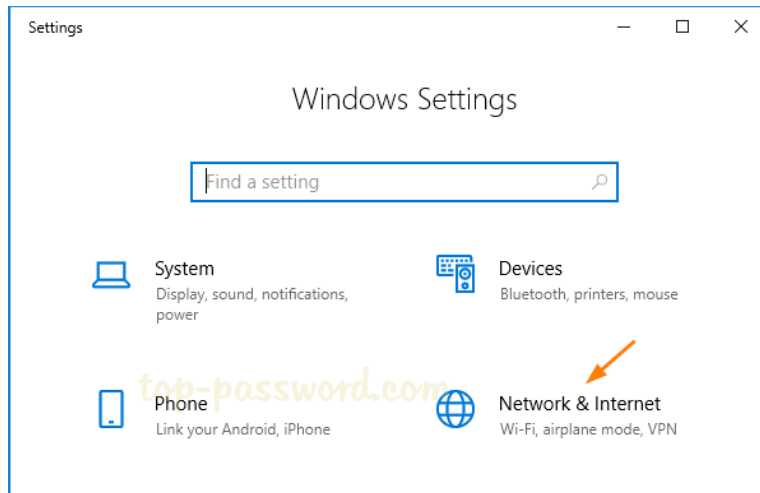 Settings
Windows Settings
Find a setting
System
Display, sound, notifications,
power
Devices
Bluetooth, printers, mouse
top-password.com
Phone
Link your Android, iPhone
Network & Internet
Wi-Fi, airplane mode, VPN